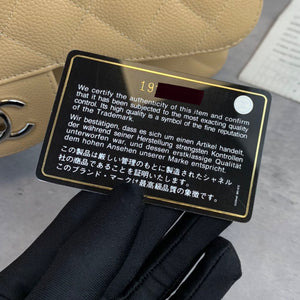 19
We certify the authenticity of this item and confirm
that it has been subjected to the most exacting quality
control. Its high quality is a symbol of the fine reputation
of the Trademark.
Wir bestätigen, dass es sich um einen Artikel handelt
der während seiner Herstellung strengsten Kontrollen
unterworfen war, und dessen erstklassige Qualität
dem hohen Ansehen unserer Marke entspricht.
この製品は厳しい管理のもとに製造されたシャネル
社の商品であることを証明いたします。
このブランド・マークは最高級品質の象徴です。